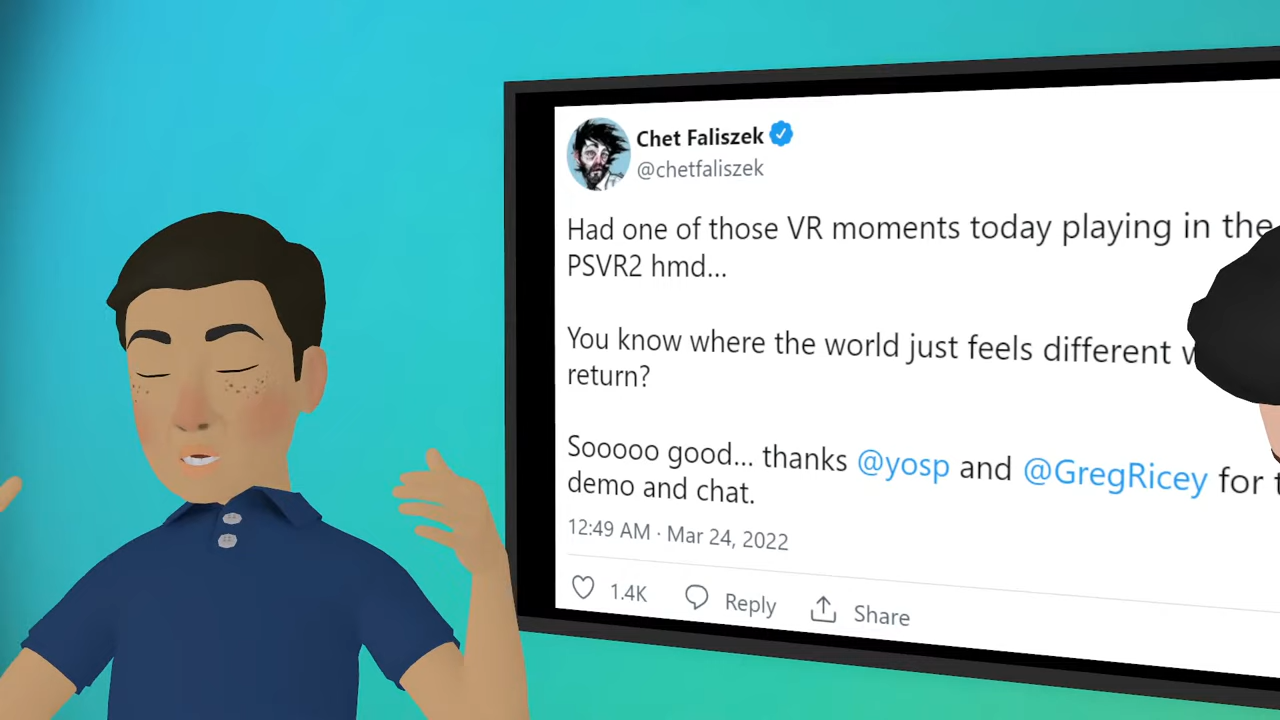 Chet Faliszek
@chetfaliszek
Had one of those VR moments today playing in the
PSVR2 hmd...
You know where the world just feels different
return?
Sooooo good... thanks @yosp and @GregRicey for
demo and chat.
12:49 AM · Mar 24, 2022
1.4K Reply Share